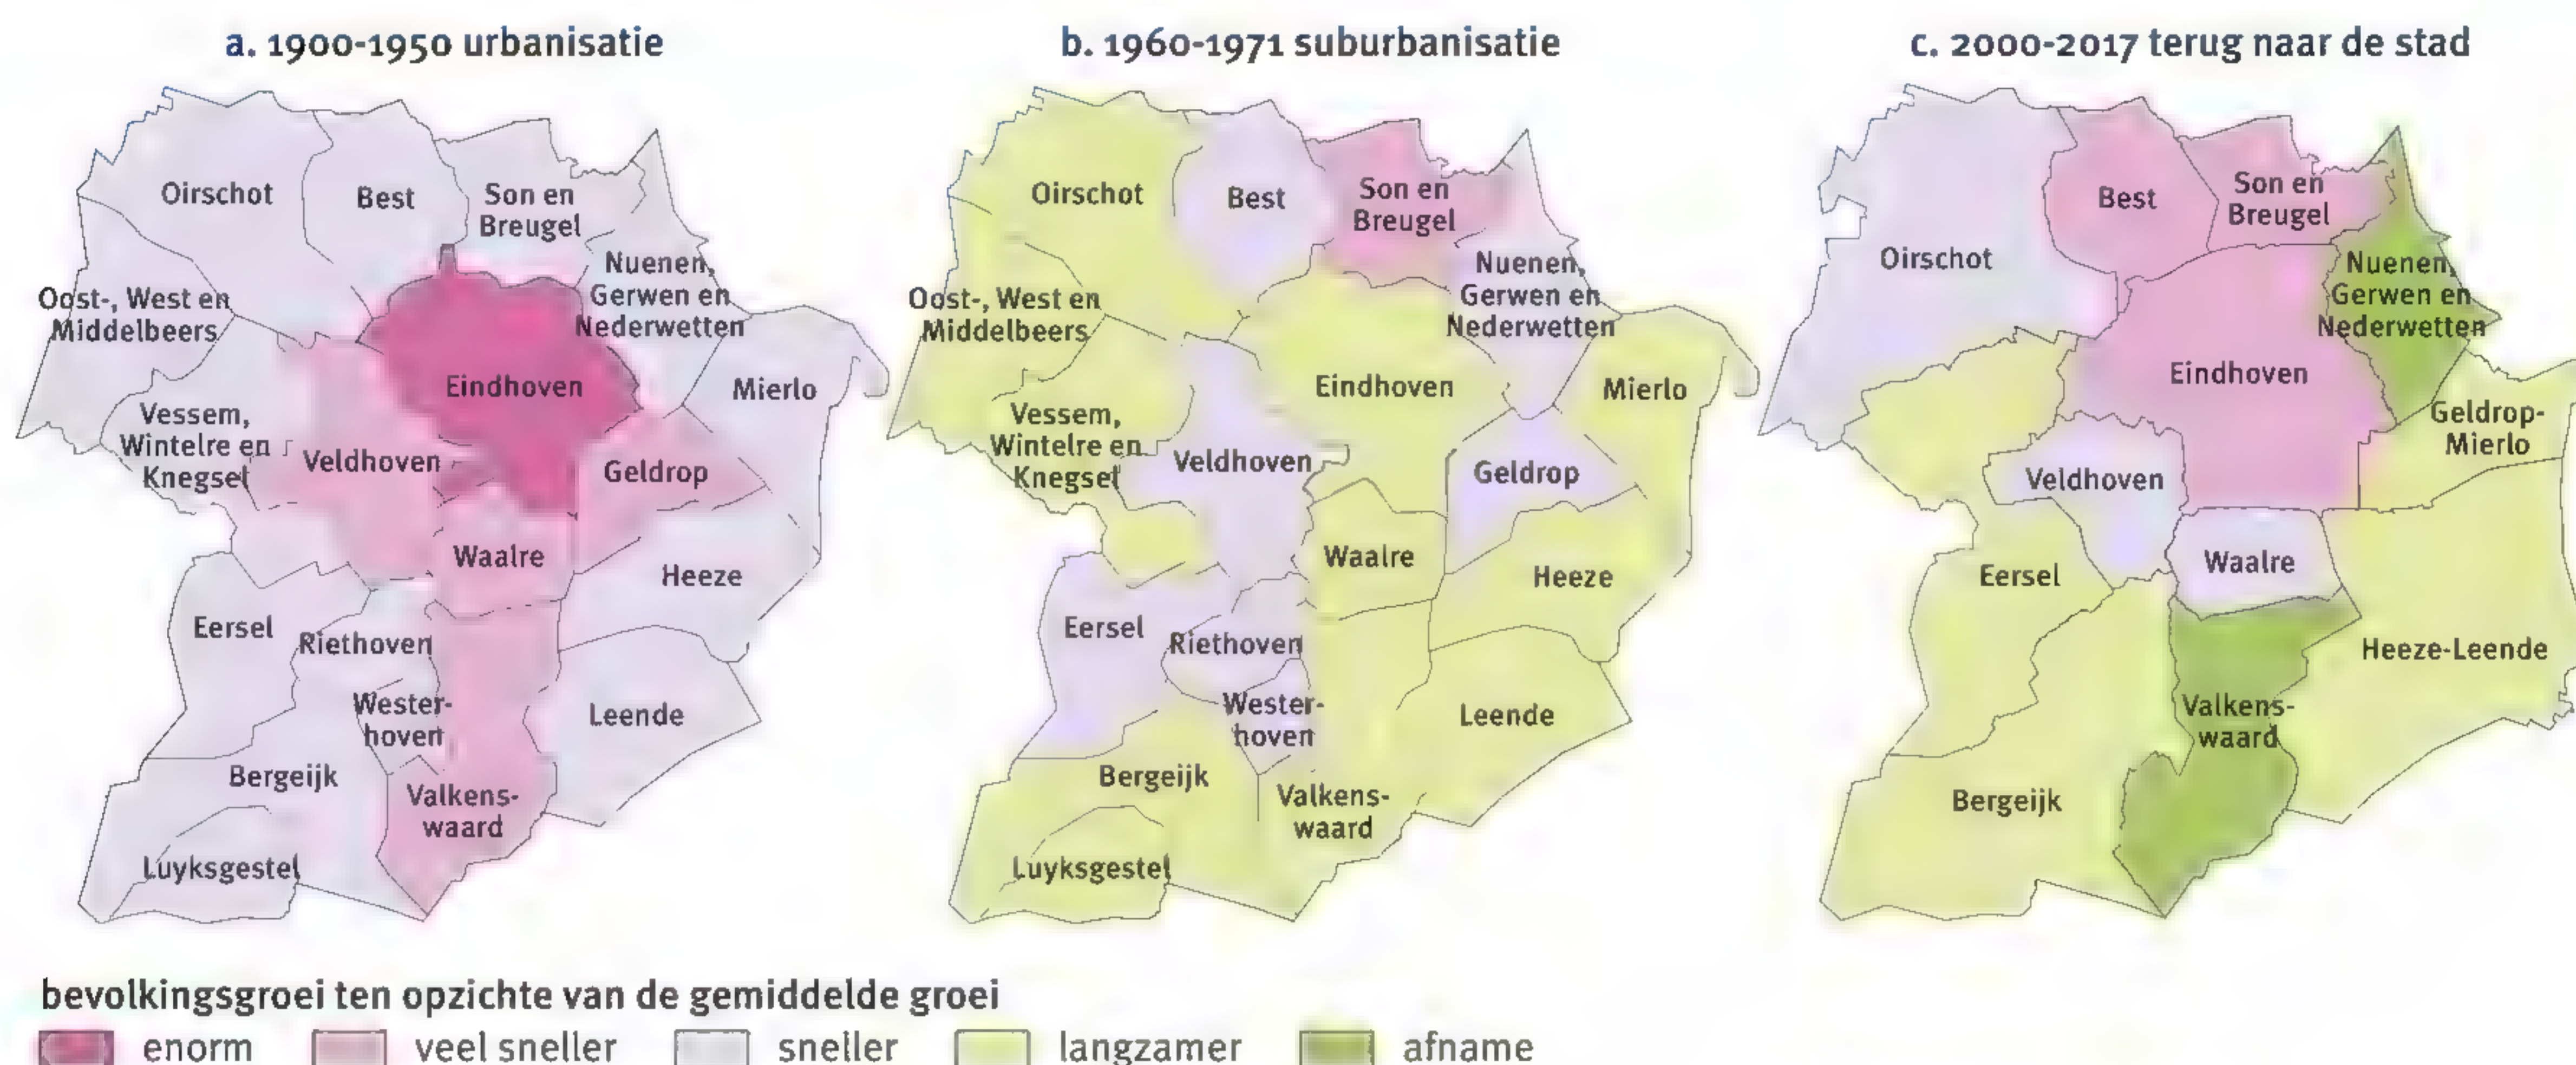 a. 1900-1950 urbanisatie
Oirschot
Best
Son en
Breugel
Nuenen,
Gerwen en
Nederwetten
Oost-, West en
Middelbeers
Eindhoven
Mierlo
Vessem,
Wintelre en
Knegsel
Veldhoven
Geldrop
Waalre
Heeze
Eersel
Riethoven
Wester-
hoven
Leende
Bergeijk
Valkens-
waard
Luyksgestel
b. 1960-1971 suburbanisatie
Oirschot
Best
Son en
Breugel
Nuenen,
Gerwen en
Nederwetten
Oost-, West en
Middelbeers
Eindhoven
Mierlo
Vessem,
Wintelre en
Knegsel
Veldhoven
Geldrop
Waalre
Heeze
Eersel
Riethoven
Wester-
hoven
Leende
Bergeijk
Valkens-
waard
Luyksgestel
c. 2000-2017 terug naar de stad
Best
Son en
Breugel
Oirschot
Nuenen,
Gerwen en
Nederwetten
Eindhoven
Geldrop-
Mierlo
Veldhoven
Waalre
Eersel
Heeze-Leende
Valkens-
waard
Bergeijk
bevolkingsgroei ten opzichte van de gemiddelde groei
enorm
veel sneller
sneller
langzamer
afname